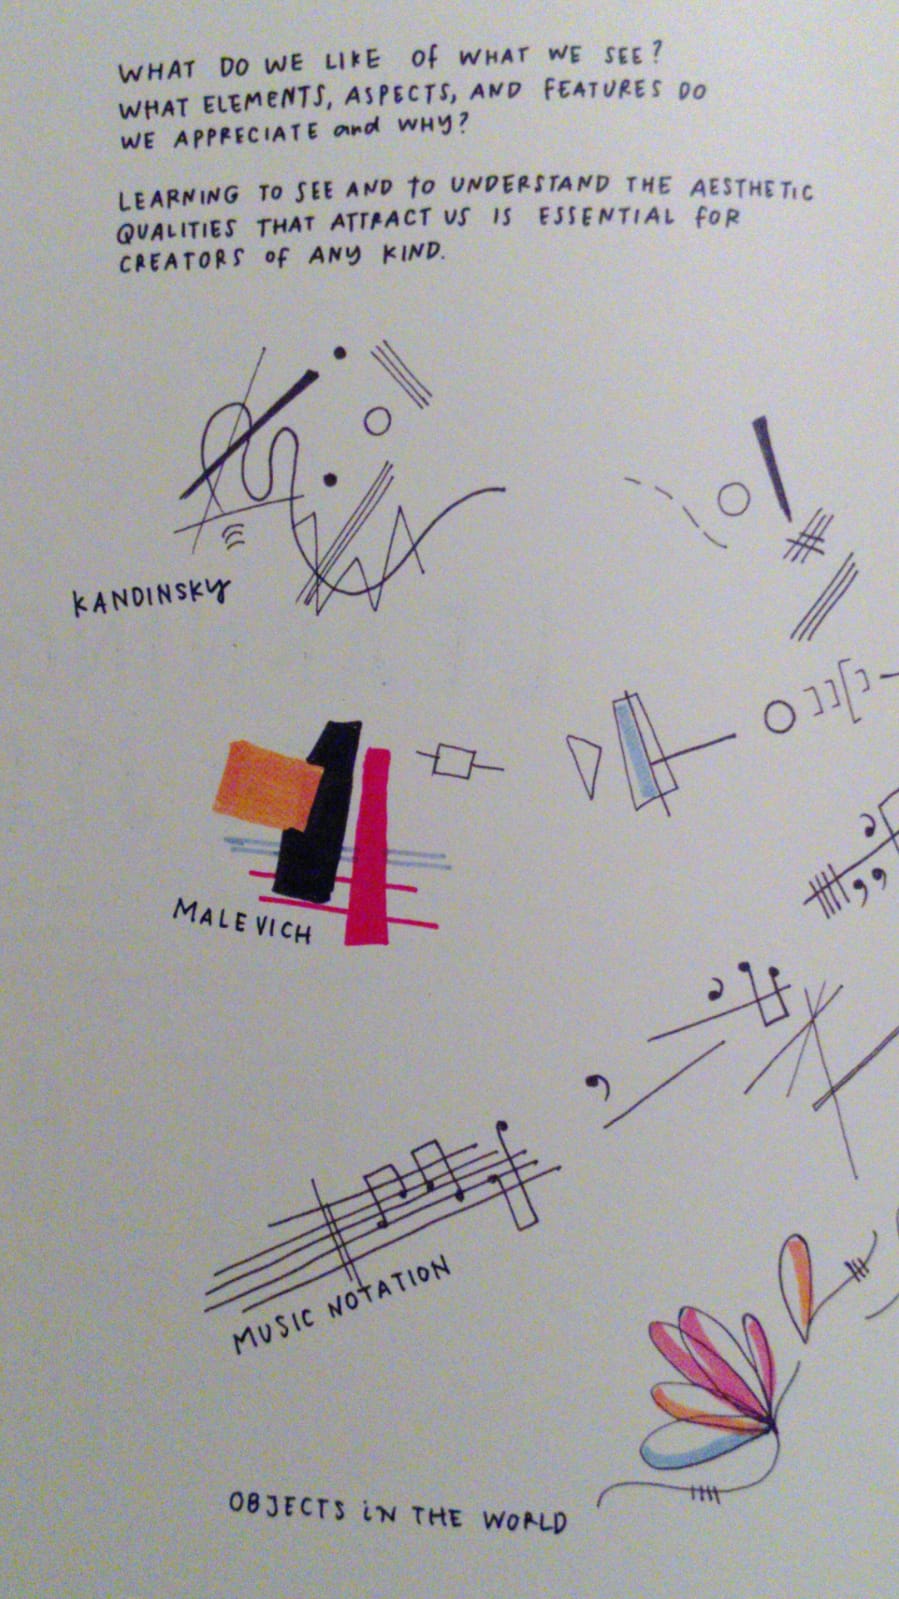 WHAT DO WE LIKE Of WHAT WE SEE?
WHAT ELEMENTS, ASPECTS, AND FEATURES DO
WE APPRECIATE and WHY?
LEARNING TO SEE AND tO UNDERSTAND THE AESTHETIC
QUALITIES THAT ATTRACT US IS ESSENTIAL fOR
CREATORS Of ANY KIND.
KANDINSKY
MALEVICH
MUSIC NOTATION
OBJECTS iN THE WORLD